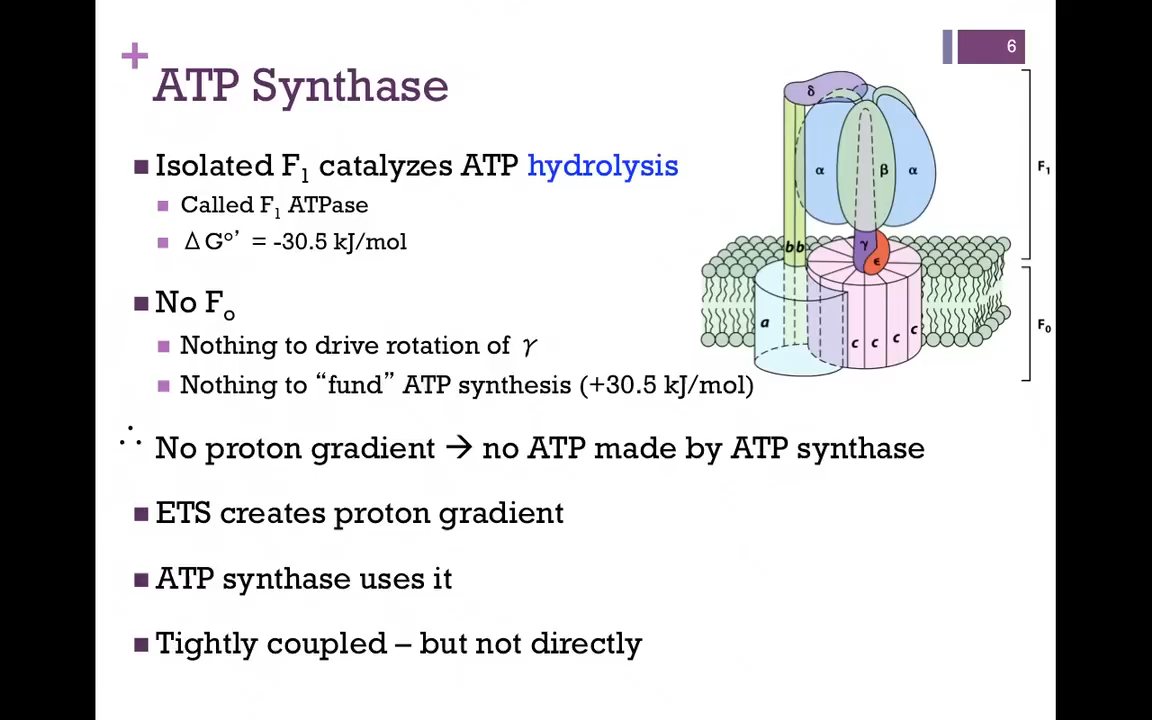 +
6
ATP Synthase
■ Isolated F₁ catalyzes ATP hydrolysis
■ Called F₁ ATPase
■ ΔG°’ = -30.5 kJ/mol
■ No Fₒ
■ Nothing to drive rotation of γ
■ Nothing to “fund” ATP synthesis (+30.5 kJ/mol)
∴ No proton gradient → no ATP made by ATP synthase
■ ETS creates proton gradient
■ ATP synthase uses it
■ Tightly coupled – but not directly
δ
α β α
F₁
bb γ
ϵ
a
c c c c
F₀